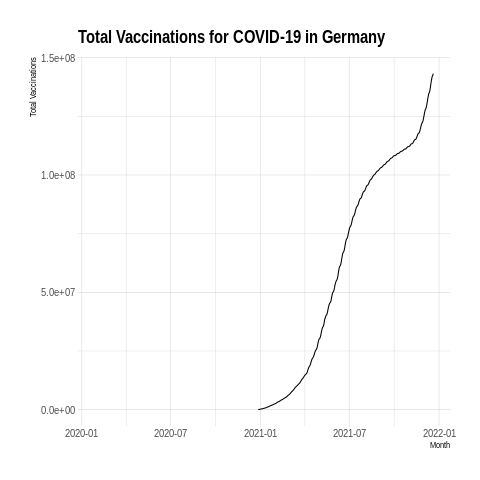 Total Vaccinations for COVID-19 in Germany
Total Vaccinations
1.5e+08
1.0e+08
5.0e+07
0.0e+00
2020-01 2020-07 2021-01 2021-07 2022-01
Month